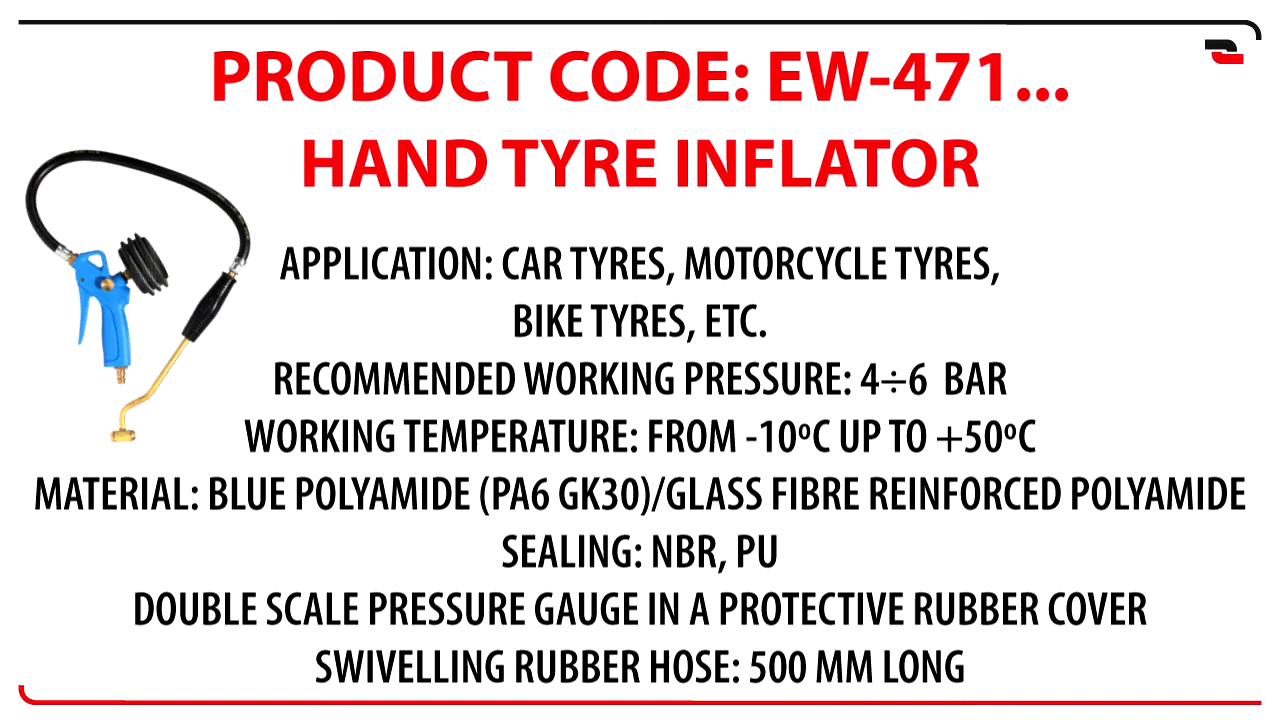 PRODUCT CODE: EW-471...
HAND TYRE INFLATOR
APPLICATION: CAR TYRES, MOTORCYCLE TYRES,
BIKE TYRES, ETC.
RECOMMENDED WORKING PRESSURE: 4÷6 BAR
WORKING TEMPERATURE: FROM -10ºC UP TO +50ºC
MATERIAL: BLUE POLYAMIDE (PA6 GK30)/GLASS FIBRE REINFORCED POLYAMIDE
SEALING: NBR, PU
DOUBLE SCALE PRESSURE GAUGE IN A PROTECTIVE RUBBER COVER
SWIVELLING RUBBER HOSE: 500 MM LONG